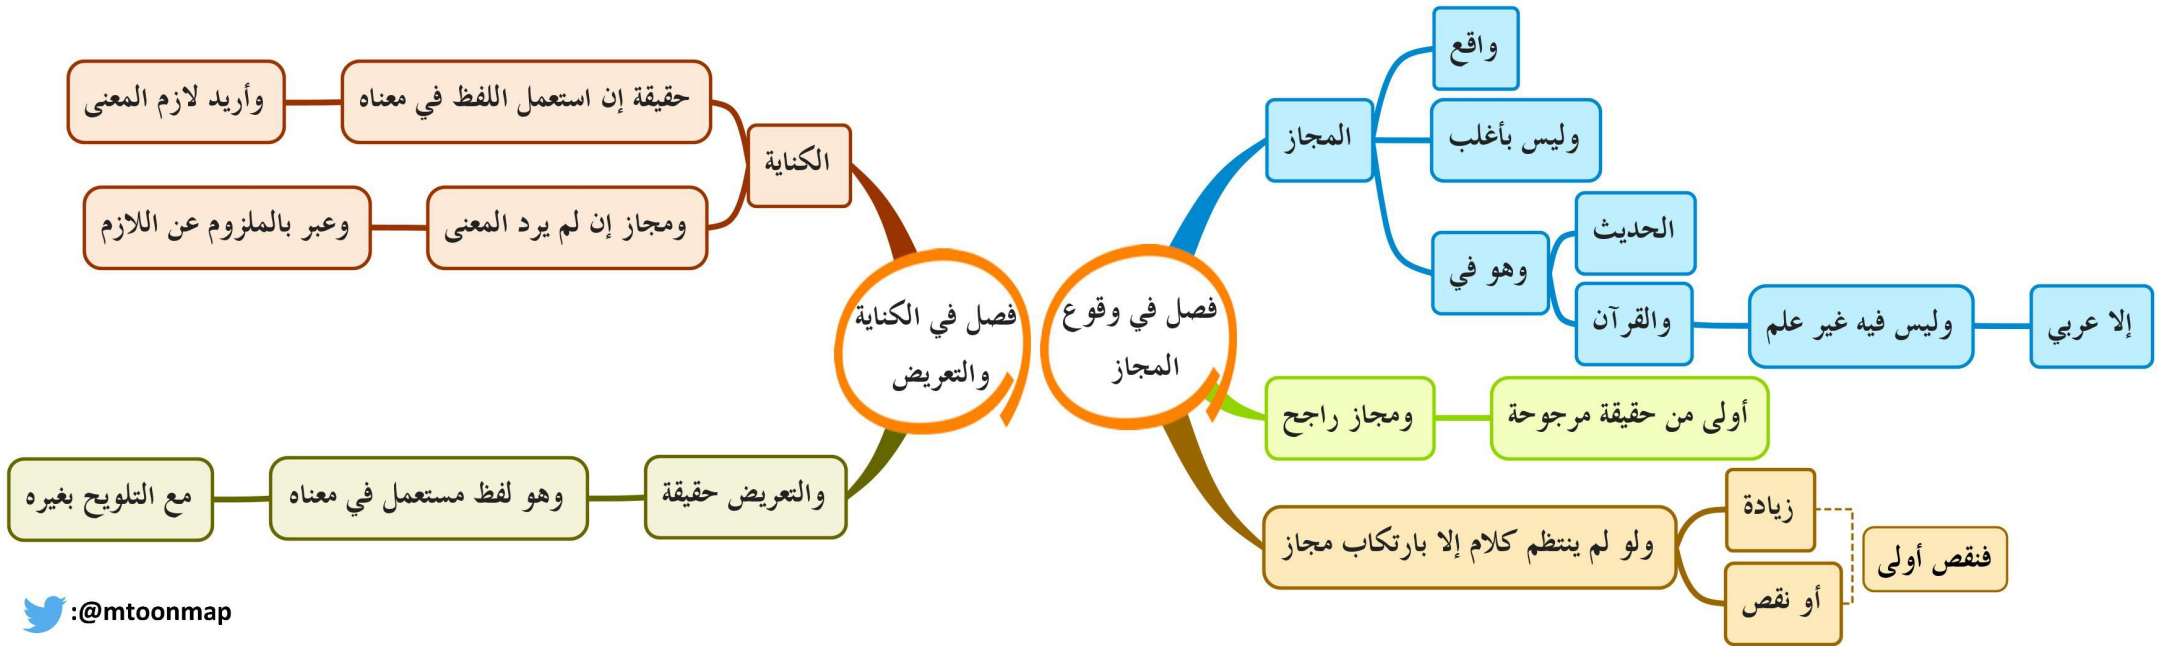 فصل في وقوع
المجاز
المجاز
واقع
وليس بأغلب
وهو في
الحديث
والقرآن
وليس فيه غير علم
إلا عربي
ومجاز راجح
أولى من حقيقة مرجوحة
ولو لم ينتظم كلام إلا بارتكاب مجاز
زيادة
أو نقص
فنقص أولى
فصل في الكناية
والتعريض
الكناية
حقيقة إن استعمل اللفظ في معناه
وأريد لازم المعنى
ومجاز إن لم يرد المعنى
وعبر بالملزوم عن اللازم
والتعريض حقيقة
وهو لفظ مستعمل في معناه
مع التلويح بغيره
:@mtoonmap